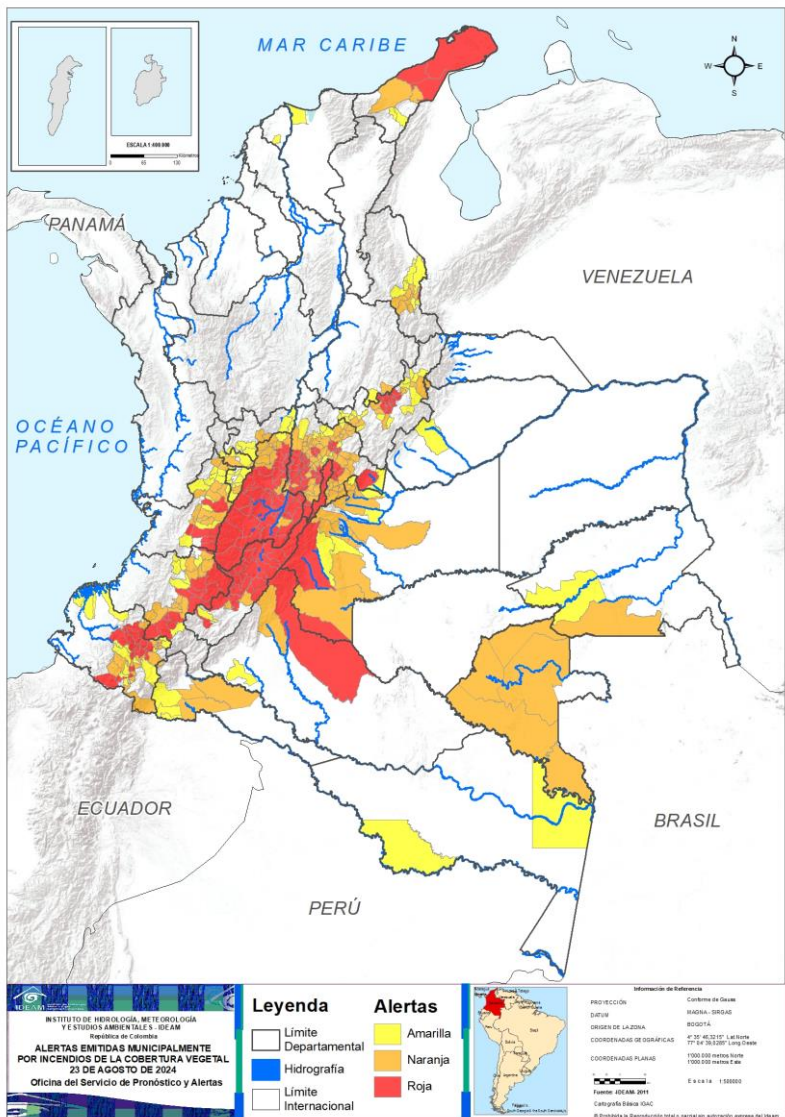 MAR CARIBE
N
W
E
S
ESCALA 1:400.000
0
65
130
PANAMÁ
VENEZUELA
OCÉANO
PACÍFICO
ECUADOR
BRASIL
PERÚ
IDEAM
INSTITUTO DE HIDROLOGÍA, METEOROLOGÍA
Y ESTUDIOS AMBIENTALES - IDEAM
República de Colombia
ALERTAS EMITIDAS MUNICIPALMENTE
POR INCENDIOS DE LA COBERTURA VEGETAL
23 DE AGOSTO DE 2024
Oficina del Servicio de Pronóstico y Alertas
Leyenda
Límite
Departamental
Hidrografía
Límite
Internacional
Alertas
Amarilla
Naranja
Roja
Información de Referencia
PROYECCIÓN
Conforme de Gauss
DATUM
MAGNA - SIRGAS
ORIGEN DE LA ZONA
BOGOTÁ
COORDENADAS GEOGRÁFICAS
COORDENADAS PLANAS
1'000.000 metros Norte
1'000.000 metros Este
Escala
Fuente: IDEAM 2011
Cartografía Básica IGAC